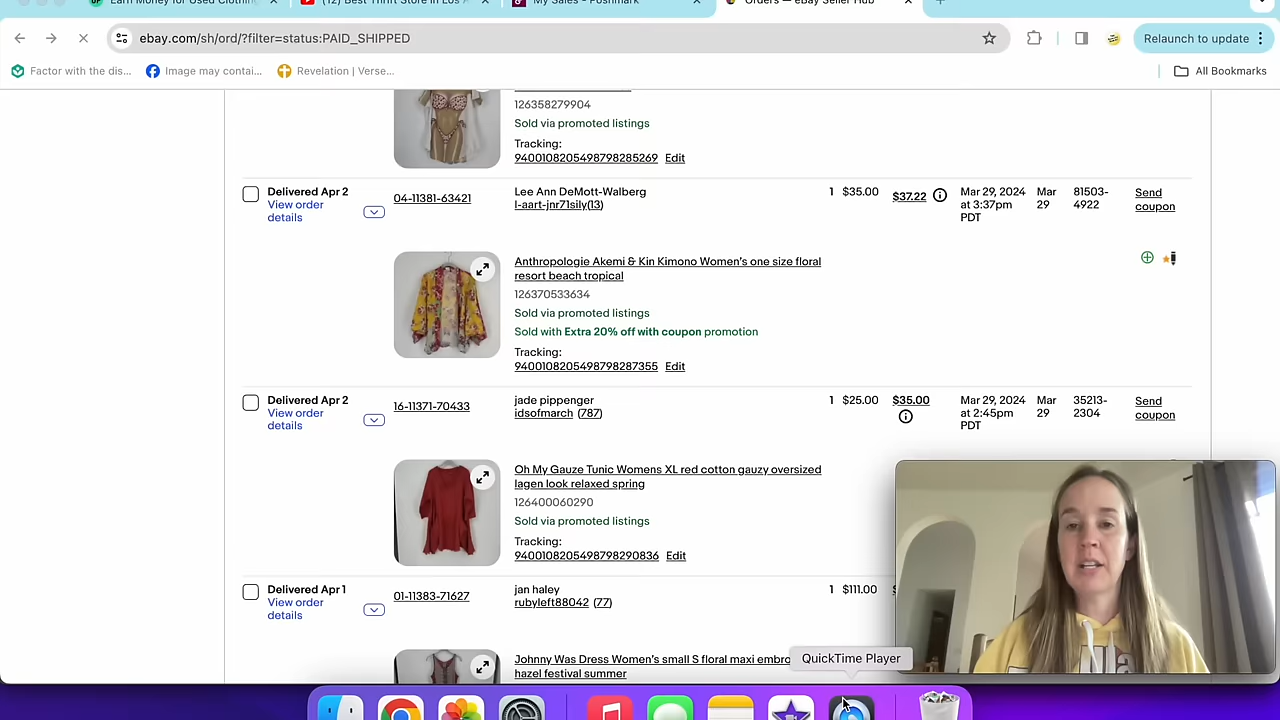 Earn Money for Used Clothing
(12) Best Thrift Store in Los A
My Sales - Poshmark
Orders — eBay Seller Hub
ebay.com/sh/ord/?filter=status:PAID_SHIPPED
Relaunch to update
Factor with the dis...
Image may contai...
Revelation | Verse...
All Bookmarks
126358279904
Sold via promoted listings
Tracking:
9400108205498798285269 Edit
Delivered Apr 2
View order
details
04-11381-63421
Lee Ann DeMott-Walberg
l-aart-jnr71sily(13)
1 $35.00 $37.22
Mar 29, 2024
at 3:37pm
PDT
Mar
29
81503-
4922
Send
coupon
Anthropologie Akemi & Kin Kimono Women's one size floral
resort beach tropical
126370533634
Sold via promoted listings
Sold with Extra 20% off with coupon promotion
Tracking:
9400108205498798287355 Edit
Delivered Apr 2
View order
details
16-11371-70433
jade pippenger
idsofmarch (787)
1 $25.00 $35.00
Mar 29, 2024
at 2:45pm
PDT
Mar
29
35213-
2304
Send
coupon
Oh My Gauze Tunic Womens XL red cotton gauzy oversized
lagen look relaxed spring
126400060290
Sold via promoted listings
Tracking:
9400108205498798290836 Edit
Delivered Apr 1
View order
details
01-11383-71627
jan haley
rubyleft88042 (77)
1 $111.00
Johnny Was Dress Women's small S floral maxi embro
hazel festival summer
QuickTime Player